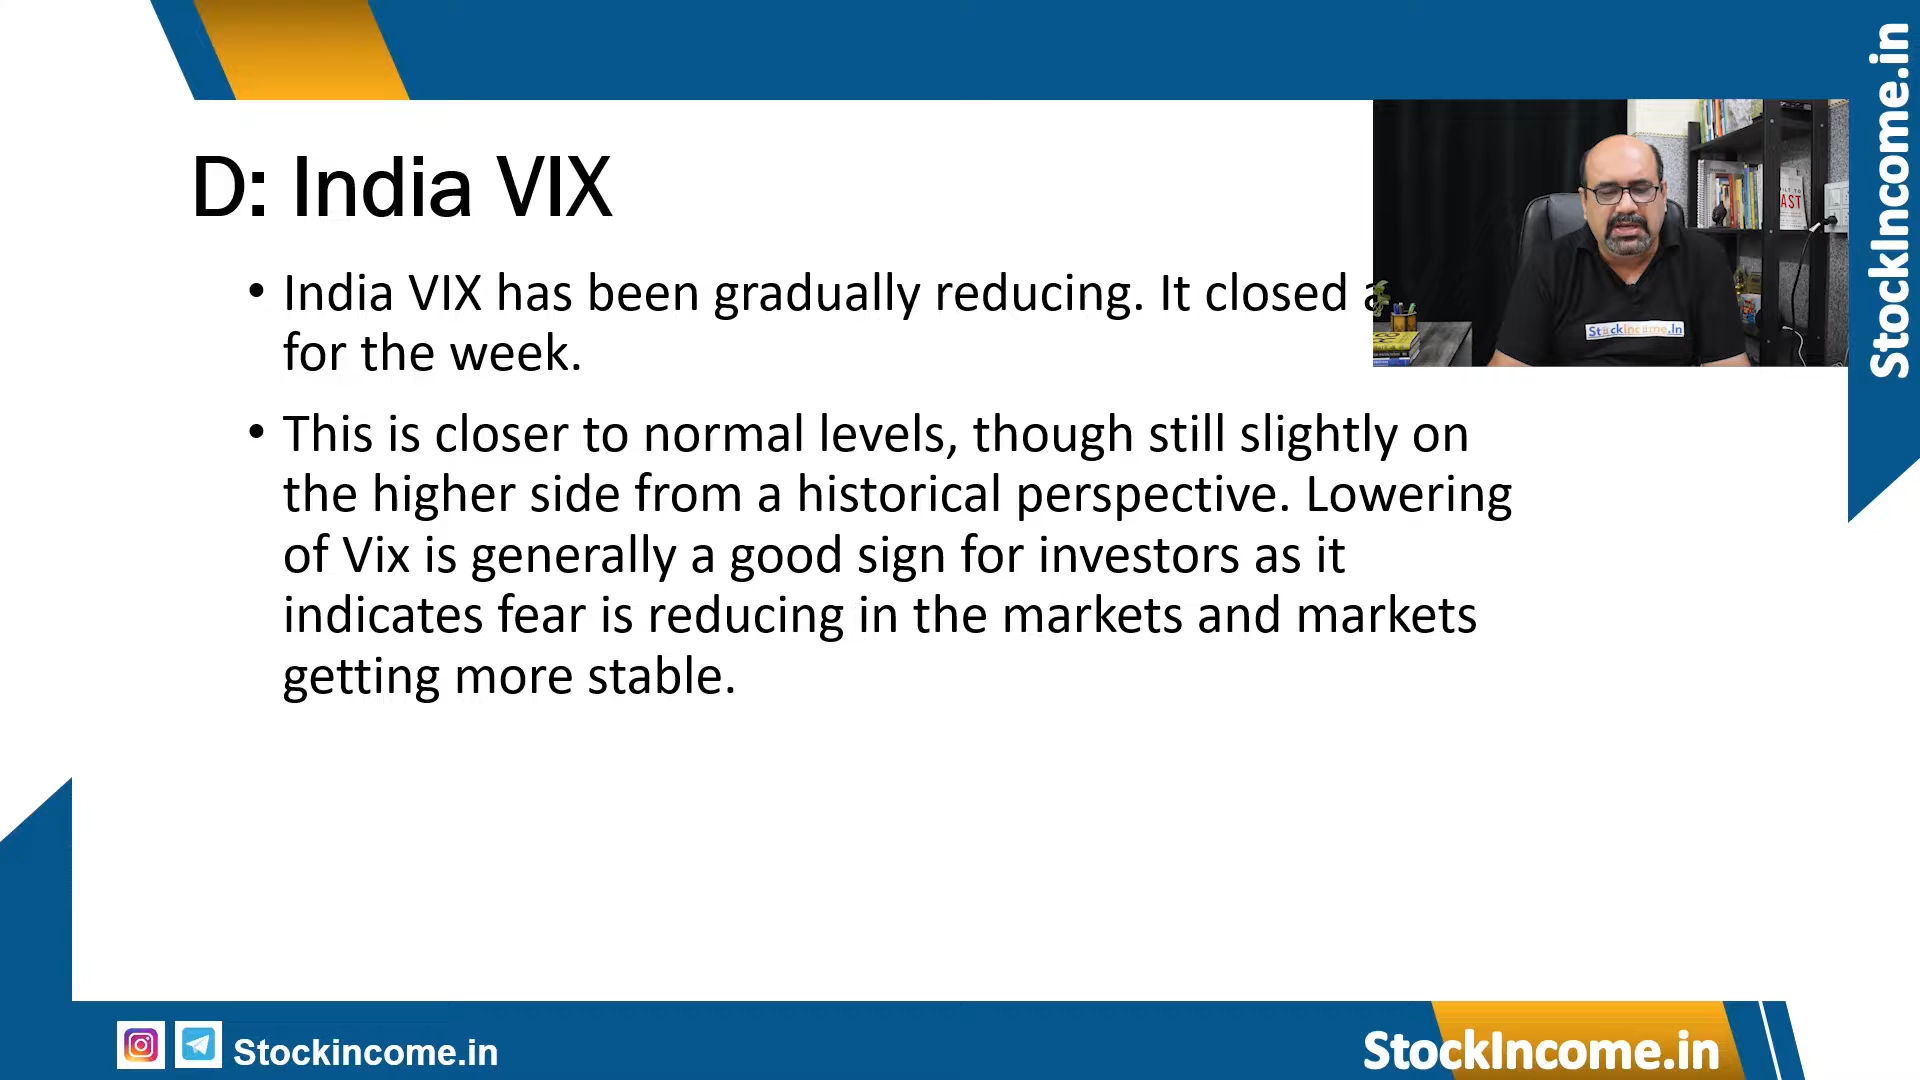 D: India VIX
• India VIX has been gradually reducing. It closed
for the week.
• This is closer to normal levels, though still slightly on
the higher side from a historical perspective. Lowering
of Vix is generally a good sign for investors as it
indicates fear is reducing in the markets and markets
getting more stable.
StockIncome.in
StockIncome.In
AST
Stockincome.in
StockIncome.in